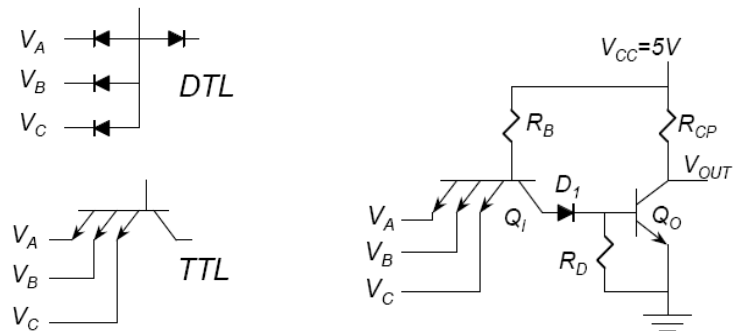 V_A
V_B
V_C
DTL
V_A
V_B
V_C
TTL
V_CC=5V
R_B
R_CP
V_OUT
D_1
V_A
Q_I
Q_O
V_B
R_D
V_C